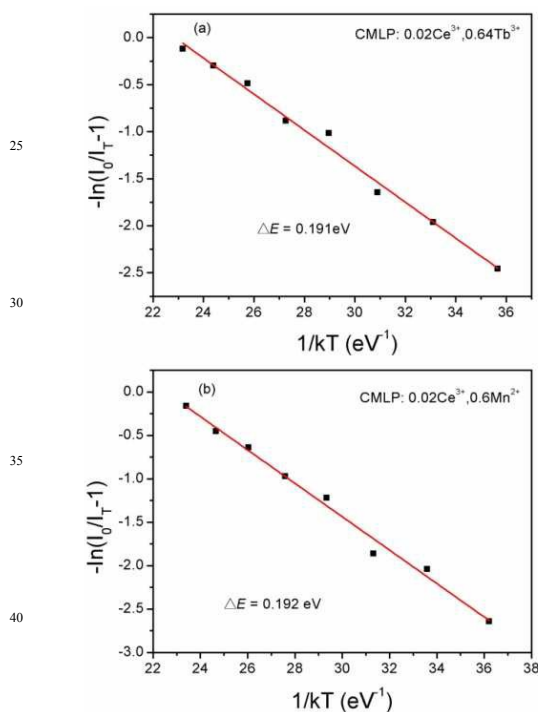 (a)
CMLP: 0.02Ce³⁺,0.64Tb³⁺
0.0
-0.5
-1.0
-1.5
-2.0
-2.5
-ln(I₀/I_T-1)
△E = 0.191eV
22 24 26 28 30 32 34 36
1/kT (eV⁻¹)
(b)
CMLP: 0.02Ce³⁺,0.6Mn²⁺
0.0
-0.5
-1.0
-1.5
-2.0
-2.5
-3.0
-ln(I₀/I_T-1)
△E = 0.192 eV
22 24 26 28 30 32 34 36 38
1/kT (eV⁻¹)
25
30
35
40